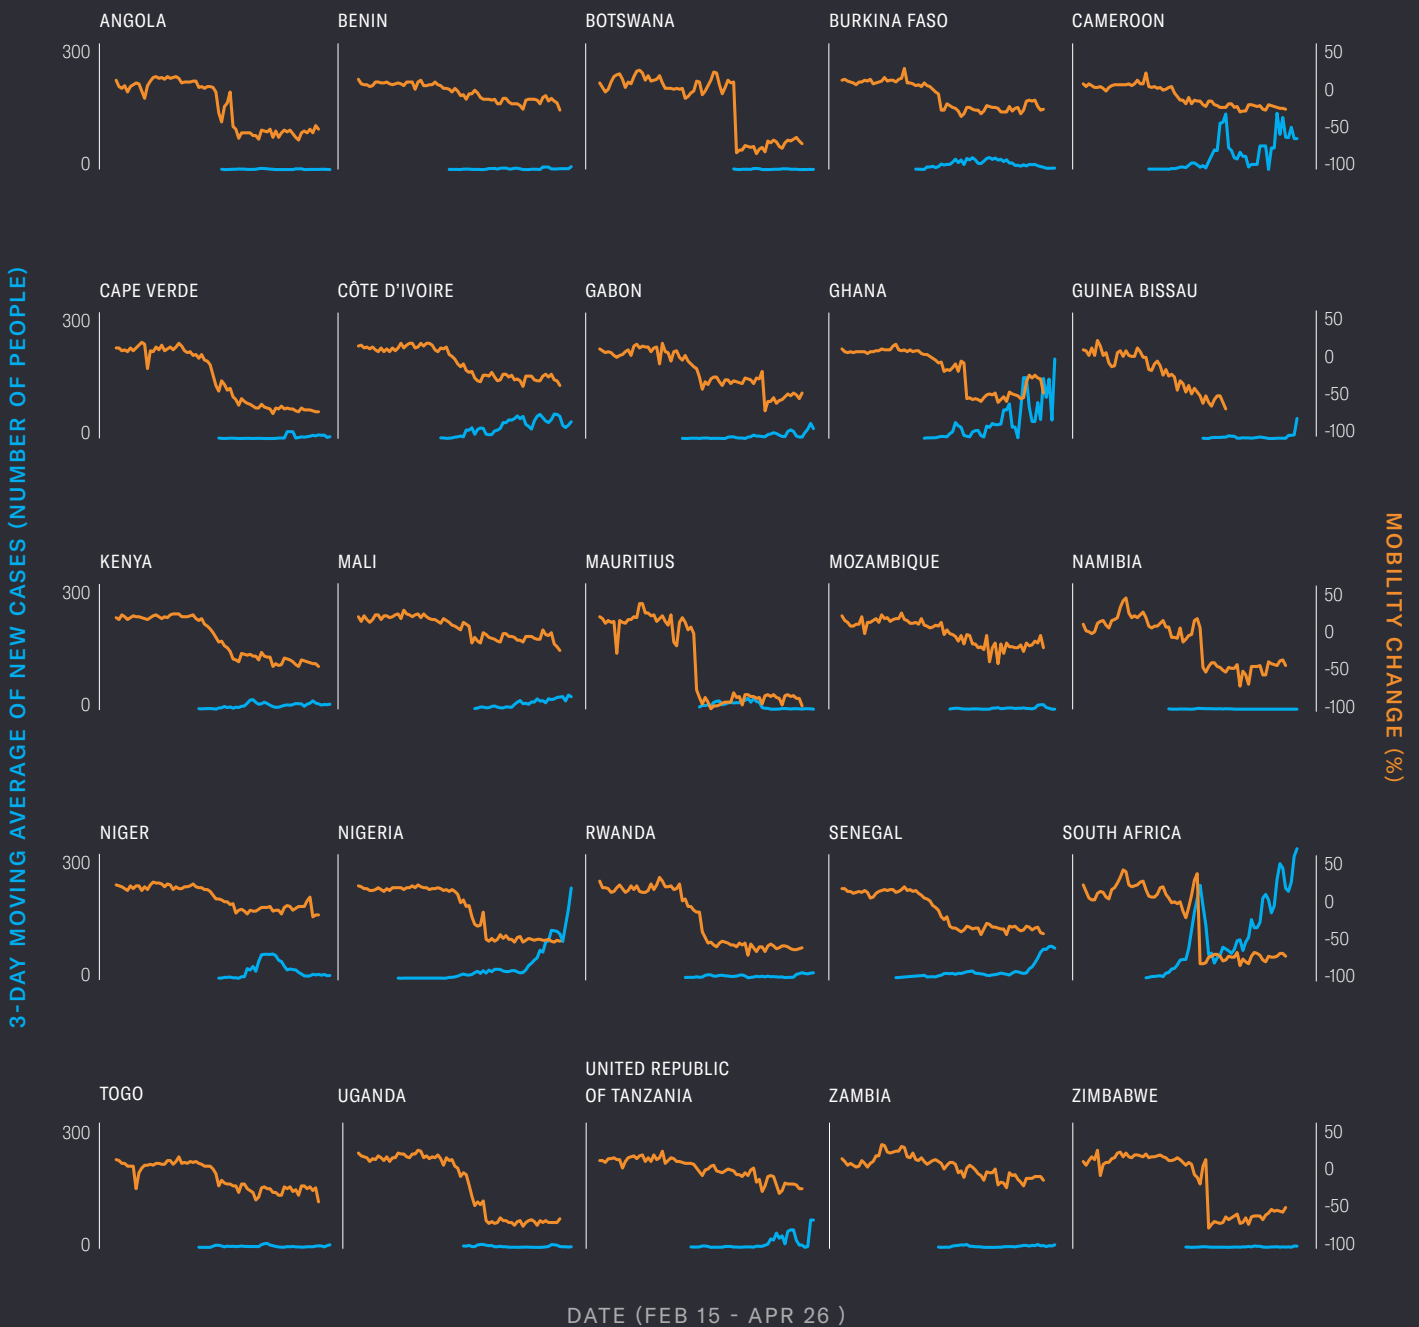 ANGOLA
BENIN
BOTSWANA
BURKINA FASO
CAMEROON
300
0
50
0
-50
-100
CAPE VERDE
CÔTE D'IVOIRE
GABON
GHANA
GUINEA BISSAU
300
0
50
0
-50
-100
KENYA
MALI
MAURITIUS
MOZAMBIQUE
NAMIBIA
300
0
50
0
-50
-100
NIGER
NIGERIA
RWANDA
SENEGAL
SOUTH AFRICA
300
0
50
0
-50
-100
TOGO
UGANDA
UNITED REPUBLIC
OF TANZANIA
ZAMBIA
ZIMBABWE
300
0
50
0
-50
-100
3-DAY MOVING AVERAGE OF NEW CASES (NUMBER OF PEOPLE)
MOBILITY CHANGE (%)
DATE (FEB 15 - APR 26 )